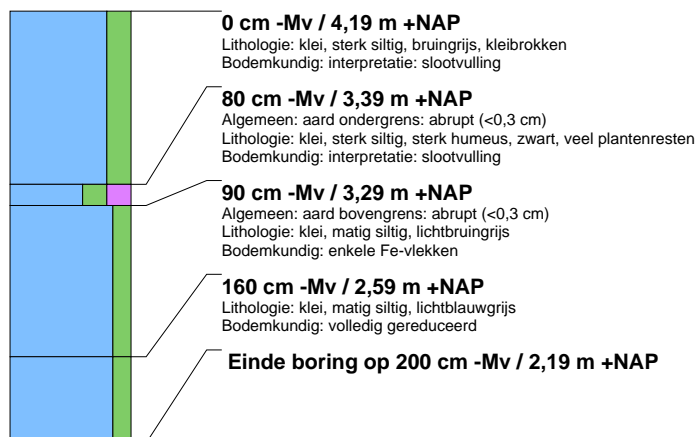 0 cm -Mv / 4,19 m +NAP
Lithologie: klei, sterk siltig, bruingrijs, kleibrokken
Bodemkundig: interpretatie: slootvulling
80 cm -Mv / 3,39 m +NAP
Algemeen: aard ondergrens: abrupt (<0,3 cm)
Lithologie: klei, sterk siltig, sterk humeus, zwart, veel plantenresten
Bodemkundig: interpretatie: slootvulling
90 cm -Mv / 3,29 m +NAP
Algemeen: aard bovengrens: abrupt (<0,3 cm)
Lithologie: klei, matig siltig, lichtbruingrijs
Bodemkundig: enkele Fe-vlekken
160 cm -Mv / 2,59 m +NAP
Lithologie: klei, matig siltig, lichtblauwgrijs
Bodemkundig: volledig gereduceerd
Einde boring op 200 cm -Mv / 2,19 m +NAP